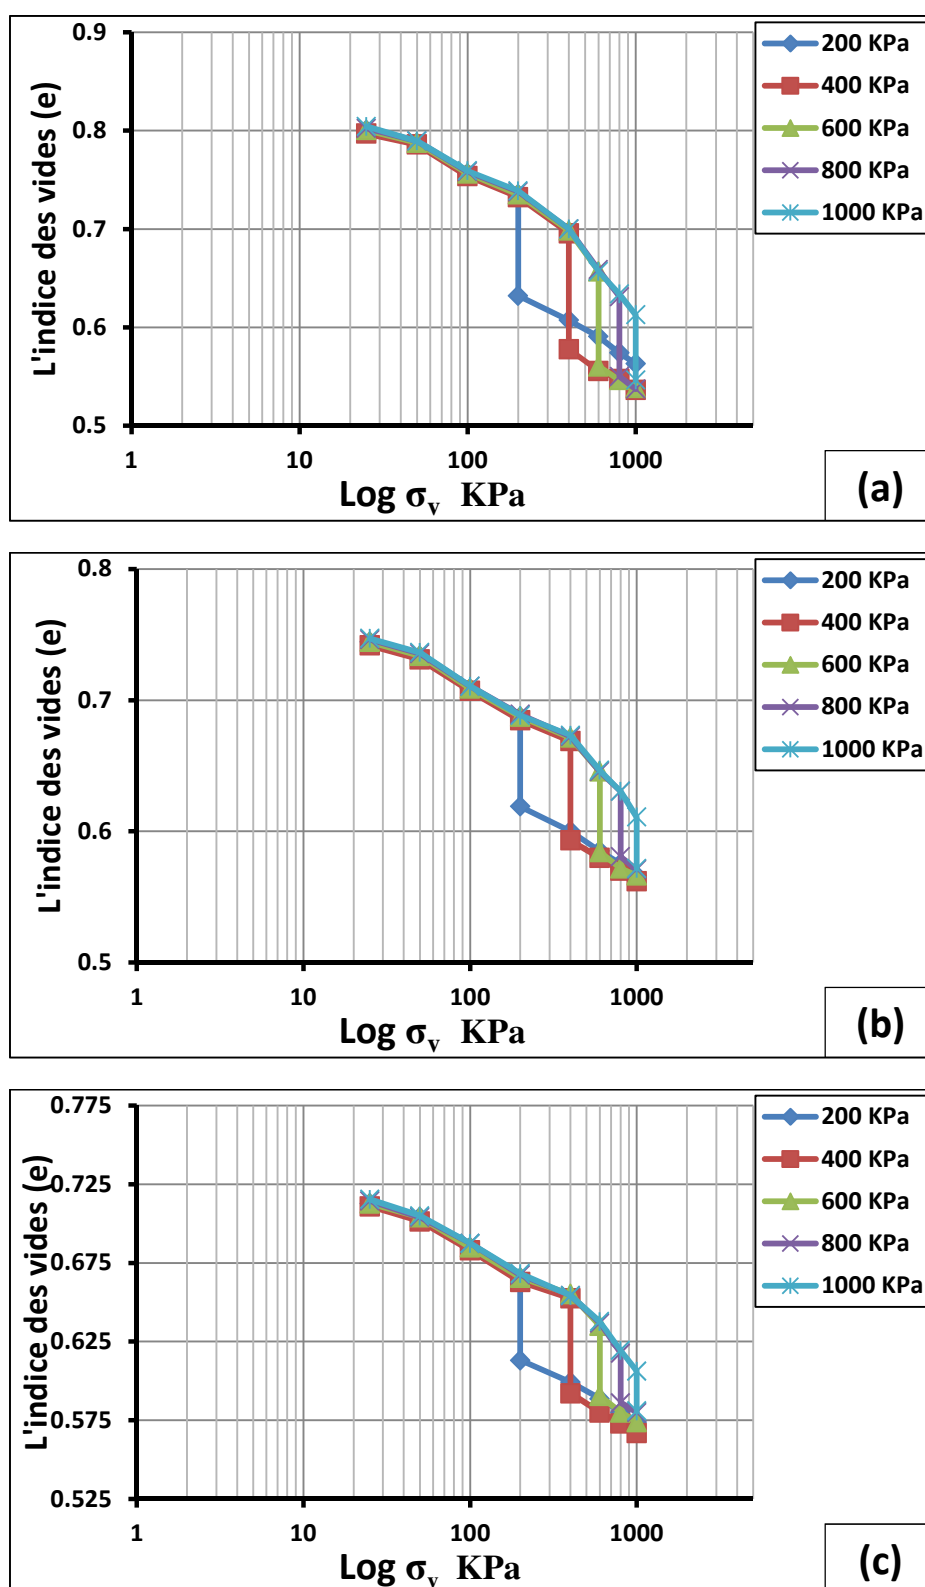 L'indice des vides (e)
0.9
0.8
0.7
0.6
0.5
1
10
100
1000
Log σv KPa
200 KPa
400 KPa
600 KPa
800 KPa
1000 KPa
(a)
L'indice des vides (e)
0.8
0.7
0.6
0.5
1
10
100
1000
Log σv KPa
200 KPa
400 KPa
600 KPa
800 KPa
1000 KPa
(b)
L'indice des vides (e)
0.775
0.725
0.675
0.625
0.575
0.525
1
10
100
1000
Log σv KPa
200 KPa
400 KPa
600 KPa
800 KPa
1000 KPa
(c)